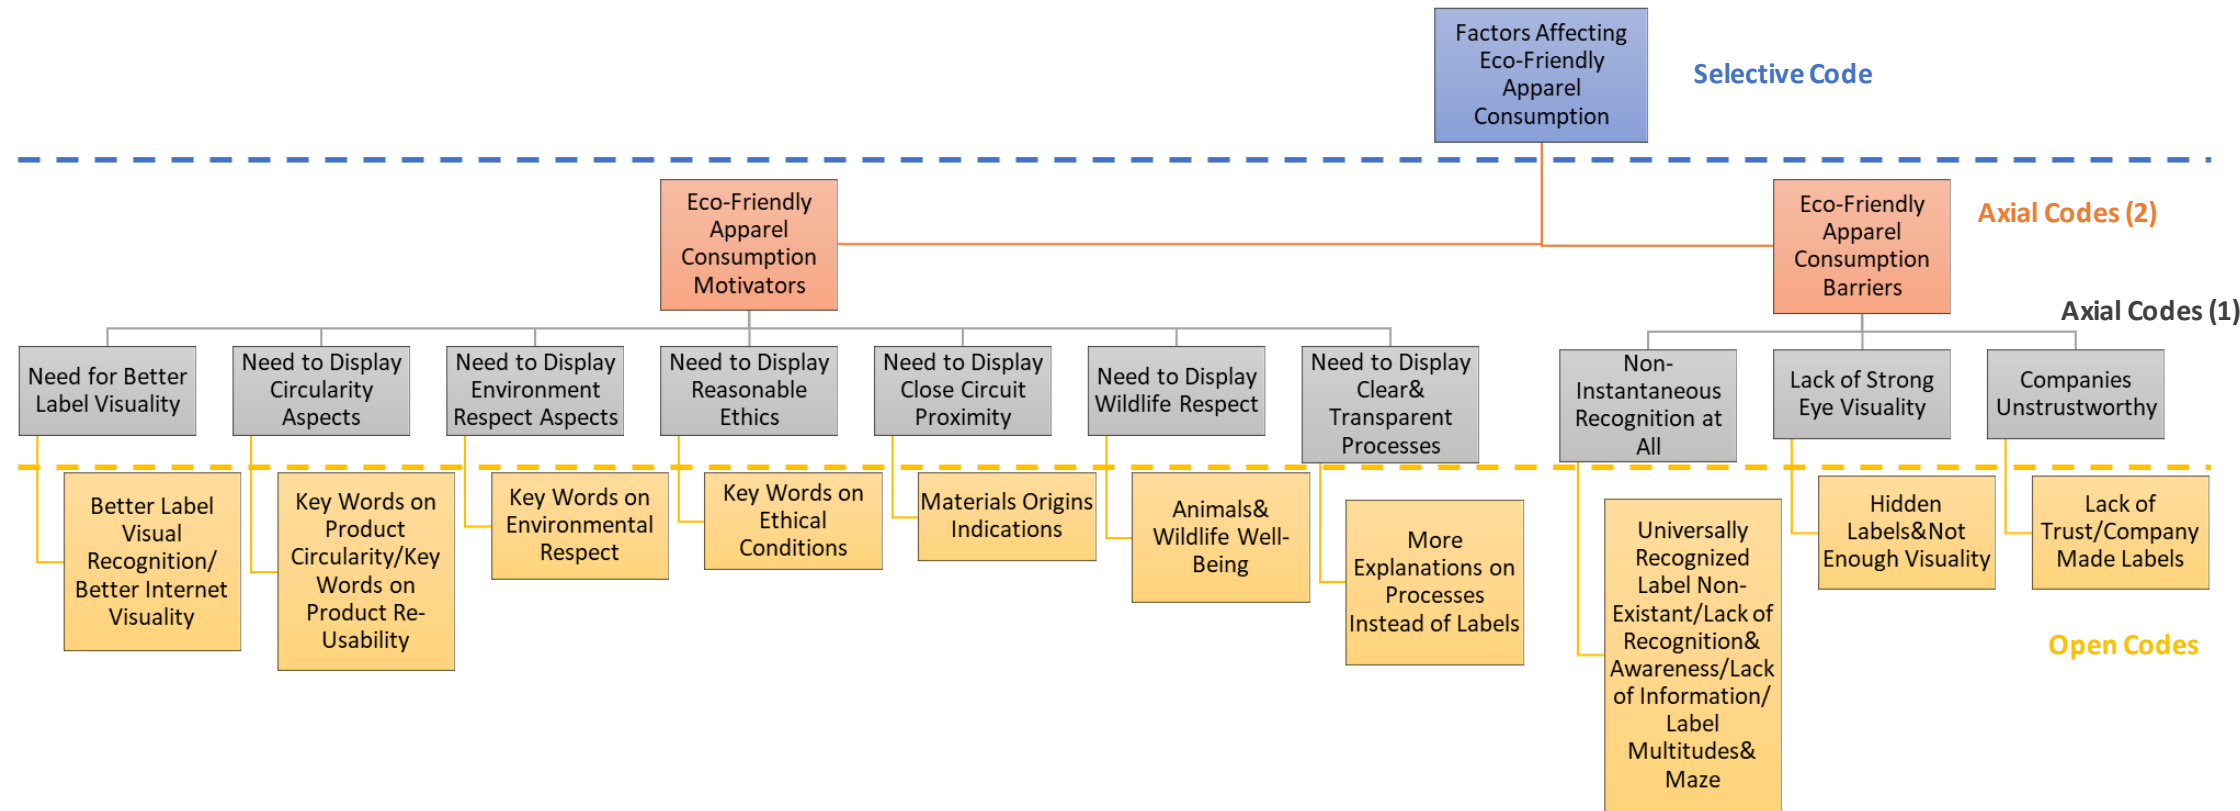 Factors Affecting
Eco-Friendly
Apparel
Consumption
Selective Code
Eco-Friendly
Apparel
Consumption
Motivators
Eco-Friendly
Apparel
Consumption
Barriers
Axial Codes (2)
Axial Codes (1)
Need for Better
Label Visuality
Need to Display
Circularity
Aspects
Need to Display
Environment
Respect Aspects
Need to Display
Reasonable
Ethics
Need to Display
Close Circuit
Proximity
Need to Display
Wildlife Respect
Need to Display
Clear&
Transparent
Processes
Non-
Instantaneous
Recognition at
All
Lack of Strong
Eye Visuality
Companies
Unstrustworthy
Better Label
Visual
Recognition/
Better Internet
Visuality
Key Words on
Product
Circularity/Key
Words on
Product Re-
Usability
Key Words on
Environmental
Respect
Key Words on
Ethical
Conditions
Materials Origins
Indications
Animals&
Wildlife Well-
Being
More
Explanations on
Processes
Instead of Labels
Universally
Recognized
Label Non-
Existant/Lack of
Recognition&
Awareness/Lack
of Information/
Label
Multitudes&
Maze
Hidden
Labels&Not
Enough Visuality
Lack of
Trust/Company
Made Labels
Open Codes